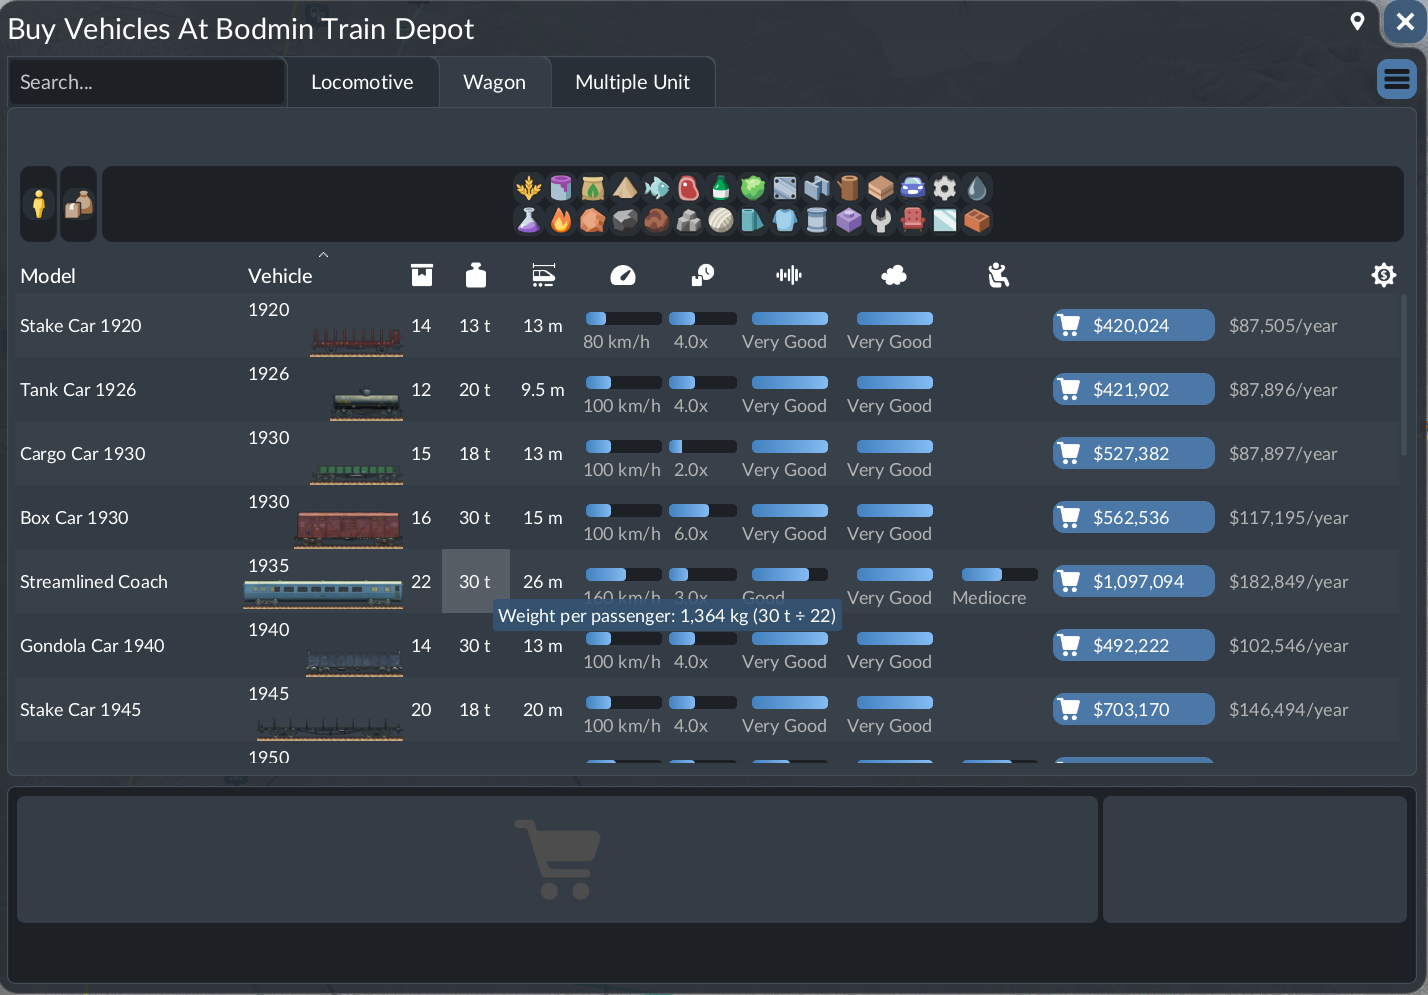 Buy Vehicles At Bodmin Train Depot
Search...
Locomotive
Wagon
Multiple Unit
Model
Vehicle
Stake Car 1920
1920
14
13 t
13 m
80 km/h
4.0x
Very Good
Very Good
$420,024
$87,505/year
Tank Car 1926
1926
12
20 t
9.5 m
100 km/h
4.0x
Very Good
Very Good
$421,902
$87,896/year
Cargo Car 1930
1930
15
18 t
13 m
100 km/h
2.0x
Very Good
Very Good
$527,382
$87,897/year
Box Car 1930
1930
16
30 t
15 m
100 km/h
6.0x
Very Good
Very Good
$562,536
$117,195/year
Streamlined Coach
1935
22
30 t
26 m
160 km/h
3.0x
Good
Very Good
Mediocre
$1,097,094
$182,849/year
Weight per passenger: 1,364 kg (30 t ÷ 22)
Gondola Car 1940
1940
14
30 t
13 m
100 km/h
4.0x
Very Good
Very Good
$492,222
$102,546/year
Stake Car 1945
1945
20
18 t
20 m
100 km/h
4.0x
Very Good
Very Good
$703,170
$146,494/year
1950